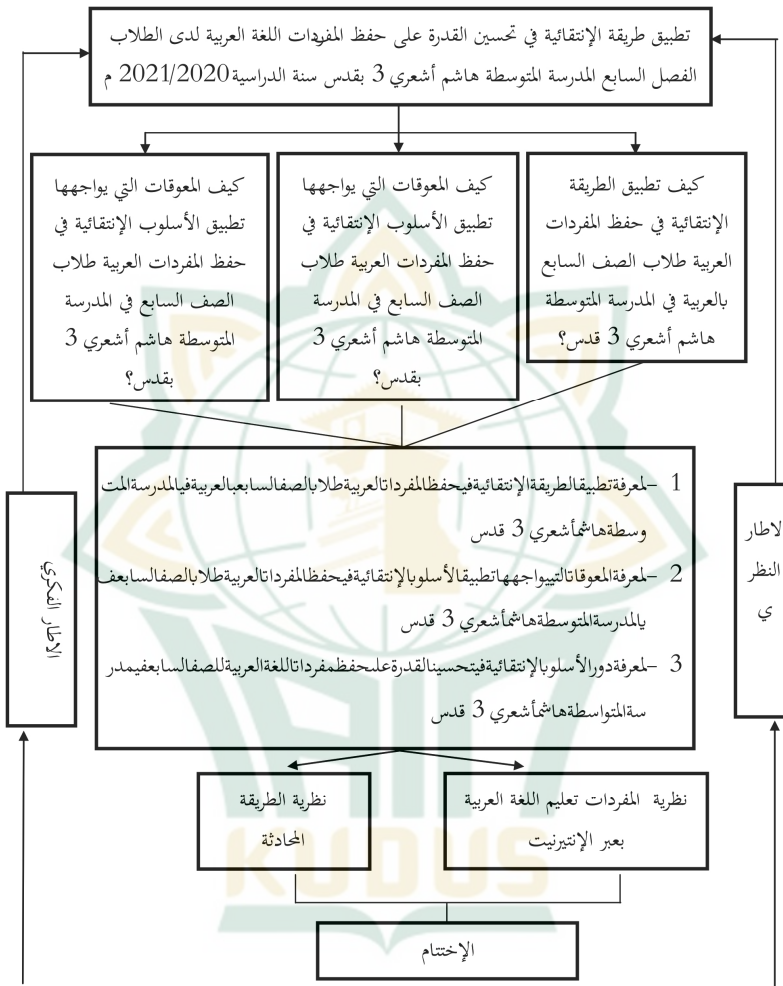 تطبيق طريقة الإنتقائية في تحسين القدرة على حفظ المفردات اللغة العربية لدى الطلاب
الفصل السابع المدرسة المتوسطة هاشم أشعري 3 بقدس سنة الدراسية 2021/2020 م
كيف تطبيق الطريقة
الإنتقائية في حفظ المفردات
العربية طلاب الصف السابع
بالعربية في المدرسة المتوسطة
هاشم أشعري 3 قدس؟
كيف المعوقات التي يواجهها
تطبيق الأسلوب الإنتقائية في
حفظ المفردات العربية طلاب
الصف السابع في المدرسة
المتوسطة هاشم أشعري 3
بقدس؟
كيف المعوقات التي يواجهها
تطبيق الأسلوب الإنتقائية في
حفظ المفردات العربية طلاب
الصف السابع في المدرسة
المتوسطة هاشم أشعري 3
بقدس؟
1 -لمعرفةتطبيقالطريقةالإنتقائيةفيحفظالمفرداتالعربيةطلابالصفالسابعبالعربيةفيالمدرسةالمت
وسطةهاشمأشعري 3 قدس
2 -لمعرفةالمعوقاتالتييواجههاتطبيقالأسلوبالإنتقائيةفيحفظالمفرداتالعربيةطلابالصفالسابعف
يالمدرسةالمتوسطةهاشمأشعري 3 قدس
3 -لمعرفةدورالأسلوبالإنتقائيةفيتحسينالقدرةعلىحفظمفرداتاللغةالعربيةللصفالسابعفيمدر
سةالمتواسطةهاشمأشعري 3 قدس
الاطار
النظر
ي
الاطار الفكري
نظرية المفردات تعليم اللغة العربية
بعبر الإنتيرنيت
نظرية الطريقة
المحادثة
الإختتام
KUDUS